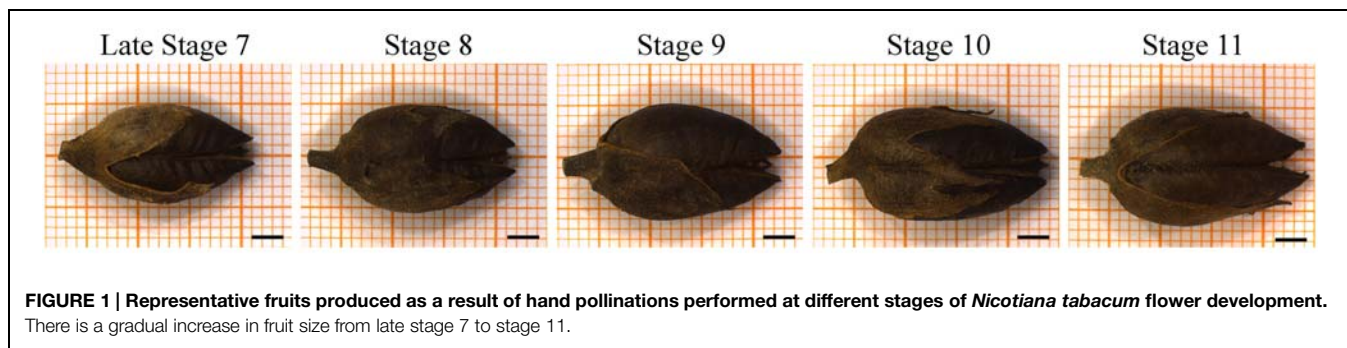 Late Stage 7 Stage 8 Stage 9 Stage 10 Stage 11
FIGURE 1 | Representative fruits produced as a result of hand pollinations performed at different stages of Nicotiana tabacum flower development.
There is a gradual increase in fruit size from late stage 7 to stage 11.